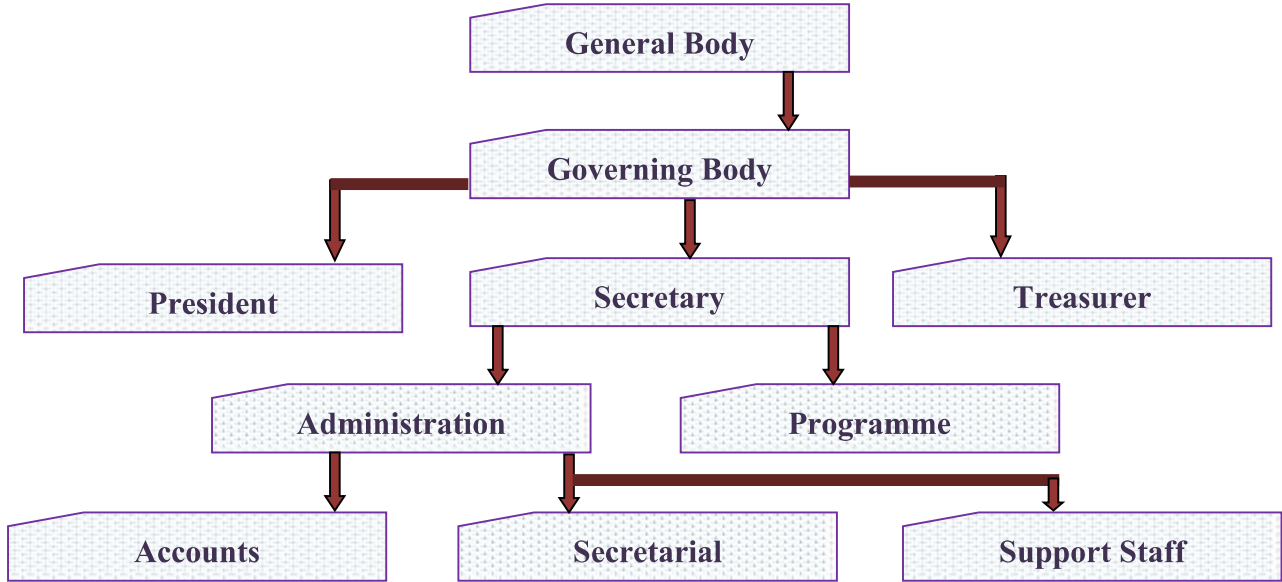 General Body
Governing Body
President
Secretary
Treasurer
Administration
Programme
Accounts
Secretarial
Support Staff